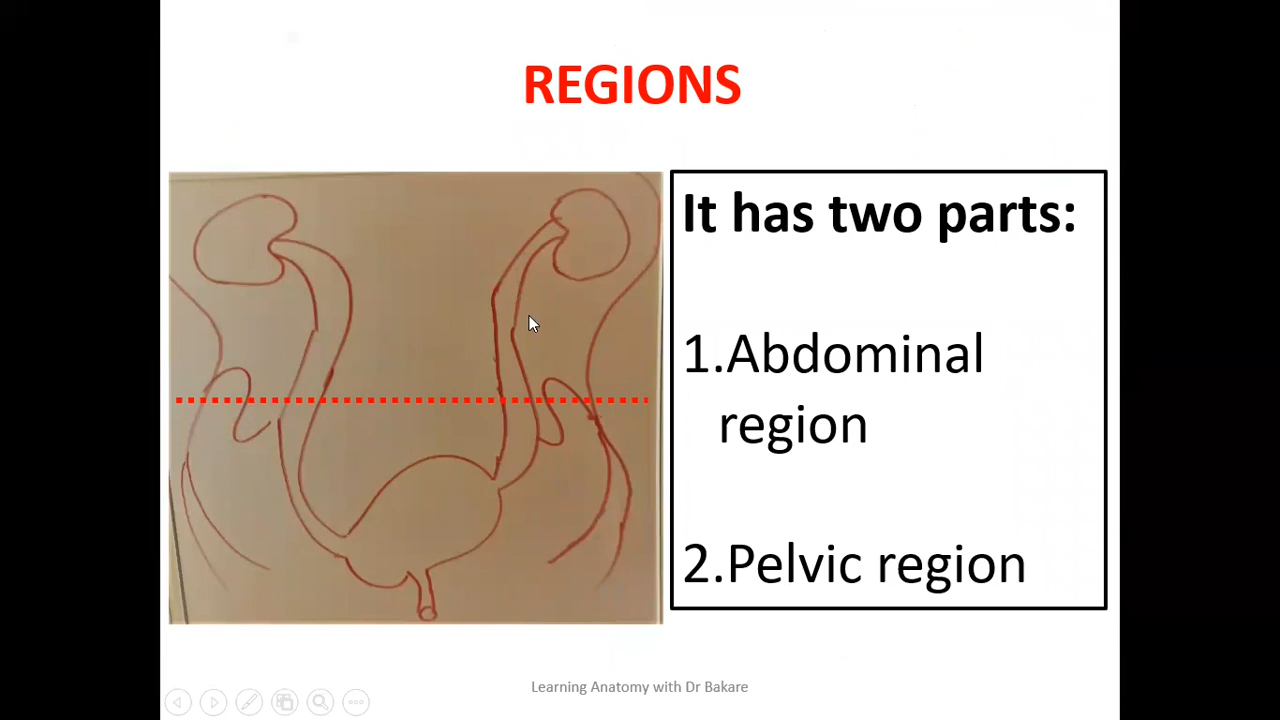 REGIONS
It has two parts:
1.Abdominal
region
2.Pelvic region
Learning Anatomy with Dr Bakare